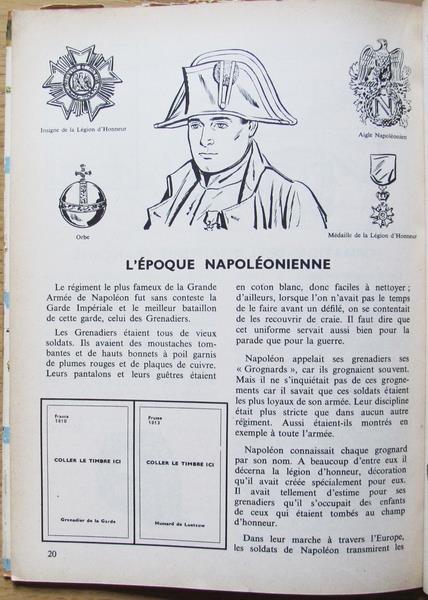 Insigne de la Légion d'Honneur
Aigle Napoléonien
N
Orbe
Médaille de la Légion d'Honneur
L'ÉPOQUE NAPOLÉONIENNE
Le régiment le plus fameux de la Grande
Armée de Napoléon fut sans conteste la
Garde Impériale et le meilleur bataillon
de cette garde, celui des Grenadiers.
Les Grenadiers étaient tous de vieux
soldats. Ils avaient des moustaches tom-
bantes et de hauts bonnets à poil garnis
de plumes rouges et de plaques de cuivre.
Leurs pantalons et leurs guêtres étaient
France
1810
COLLER LE TIMBRE ICI
Grenadier de la Garde
Prusse
1813
COLLER LE TIMBRE ICI
Hussard de Luetzow
20
en coton blanc, donc faciles à nettoyer ;
d'ailleurs, lorsque l'on n'avait pas le temps
de le faire avant un défilé, on se contentait
de les recouvrir de craie. Il faut dire que
cet uniforme servait aussi bien pour la
parade que pour la guerre.
Napoléon appelait ses grenadiers ses
« Grognards », car ils grognaient souvent.
Mais il ne s'inquiétait pas de ces grogne-
ments car il savait que ces soldats étaient
les plus loyaux de son armée. Leur discipline
était plus stricte que dans aucun autre
régiment. Aussi étaient-ils montrés en
exemple à toute l'armée.
Napoléon connaissait chaque grognard
par son nom. A beaucoup d'entre eux il
décerna la légion d'honneur, décoration
qu'il avait créée spécialement pour eux.
Il avait tellement d'estime pour ses
grenadiers qu'il s'occupait des enfants
de ceux qui étaient tombés au champ
d'honneur.
Dans leur marche à travers l'Europe,
les soldats de Napoléon transmirent les